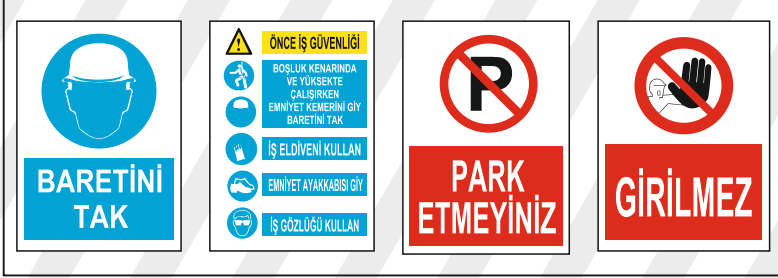 BARETİNİ
TAK
ÖNCE İŞ GÜVENLİĞİ
BOŞLUK KENARINDA
VE YÜKSEKTE
ÇALIŞIRKEN
EMNİYET KEMERİNİ GİY
BARETİNİ TAK
İŞ ELDİVENİ KULLAN
EMNİYET AYAKKABISI GİY
İŞ GÖZLÜĞÜ KULLAN
P
PARK
ETMEYİNİZ
GİRİLMEZ